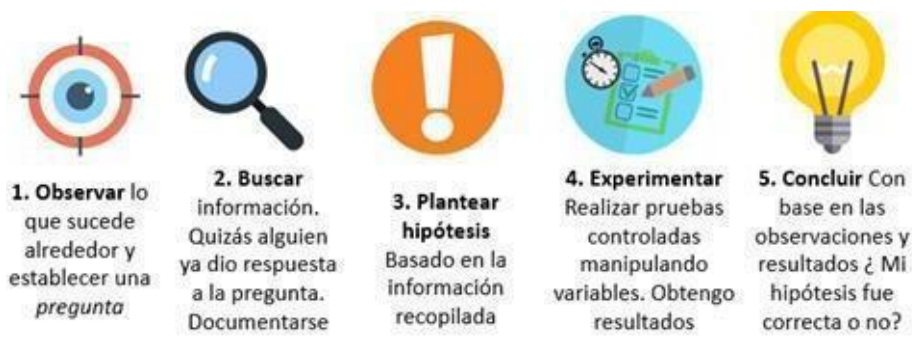 1. Observar lo
que sucede
alrededor y
establecer una
pregunta
2. Buscar
información.
Quizás alguien
ya dio respuesta
a la pregunta.
Documentarse
3. Plantear
hipótesis
Basado en la
información
recopilada
4. Experimentar
Realizar pruebas
controladas
manipulando
variables. Obtengo
resultados
5. Concluir Con
base en las
observaciones y
resultados ¿ Mi
hipótesis fue
correcta o no?